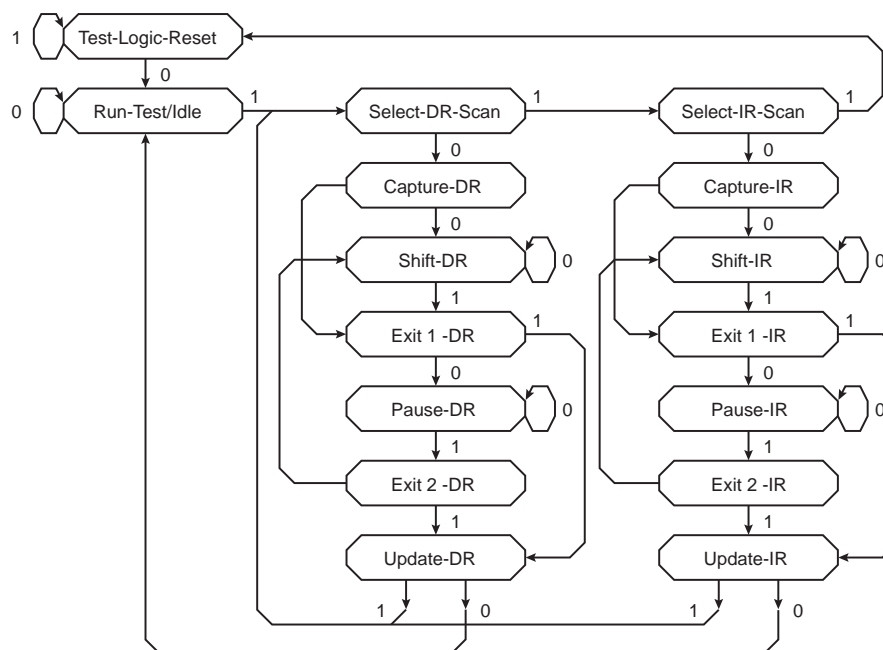 1
Test-Logic-Reset
0
0
Run-Test/Idle
1
Select-DR-Scan
1
Select-IR-Scan
1
0
0
Capture-DR
Capture-IR
0
0
Shift-DR
0
Shift-IR
0
1
1
Exit 1 -DR
1
Exit 1 -IR
1
0
0
Pause-DR
0
Pause-IR
0
1
1
Exit 2 -DR
Exit 2 -IR
1
1
Update-DR
Update-IR
1
0
1
0